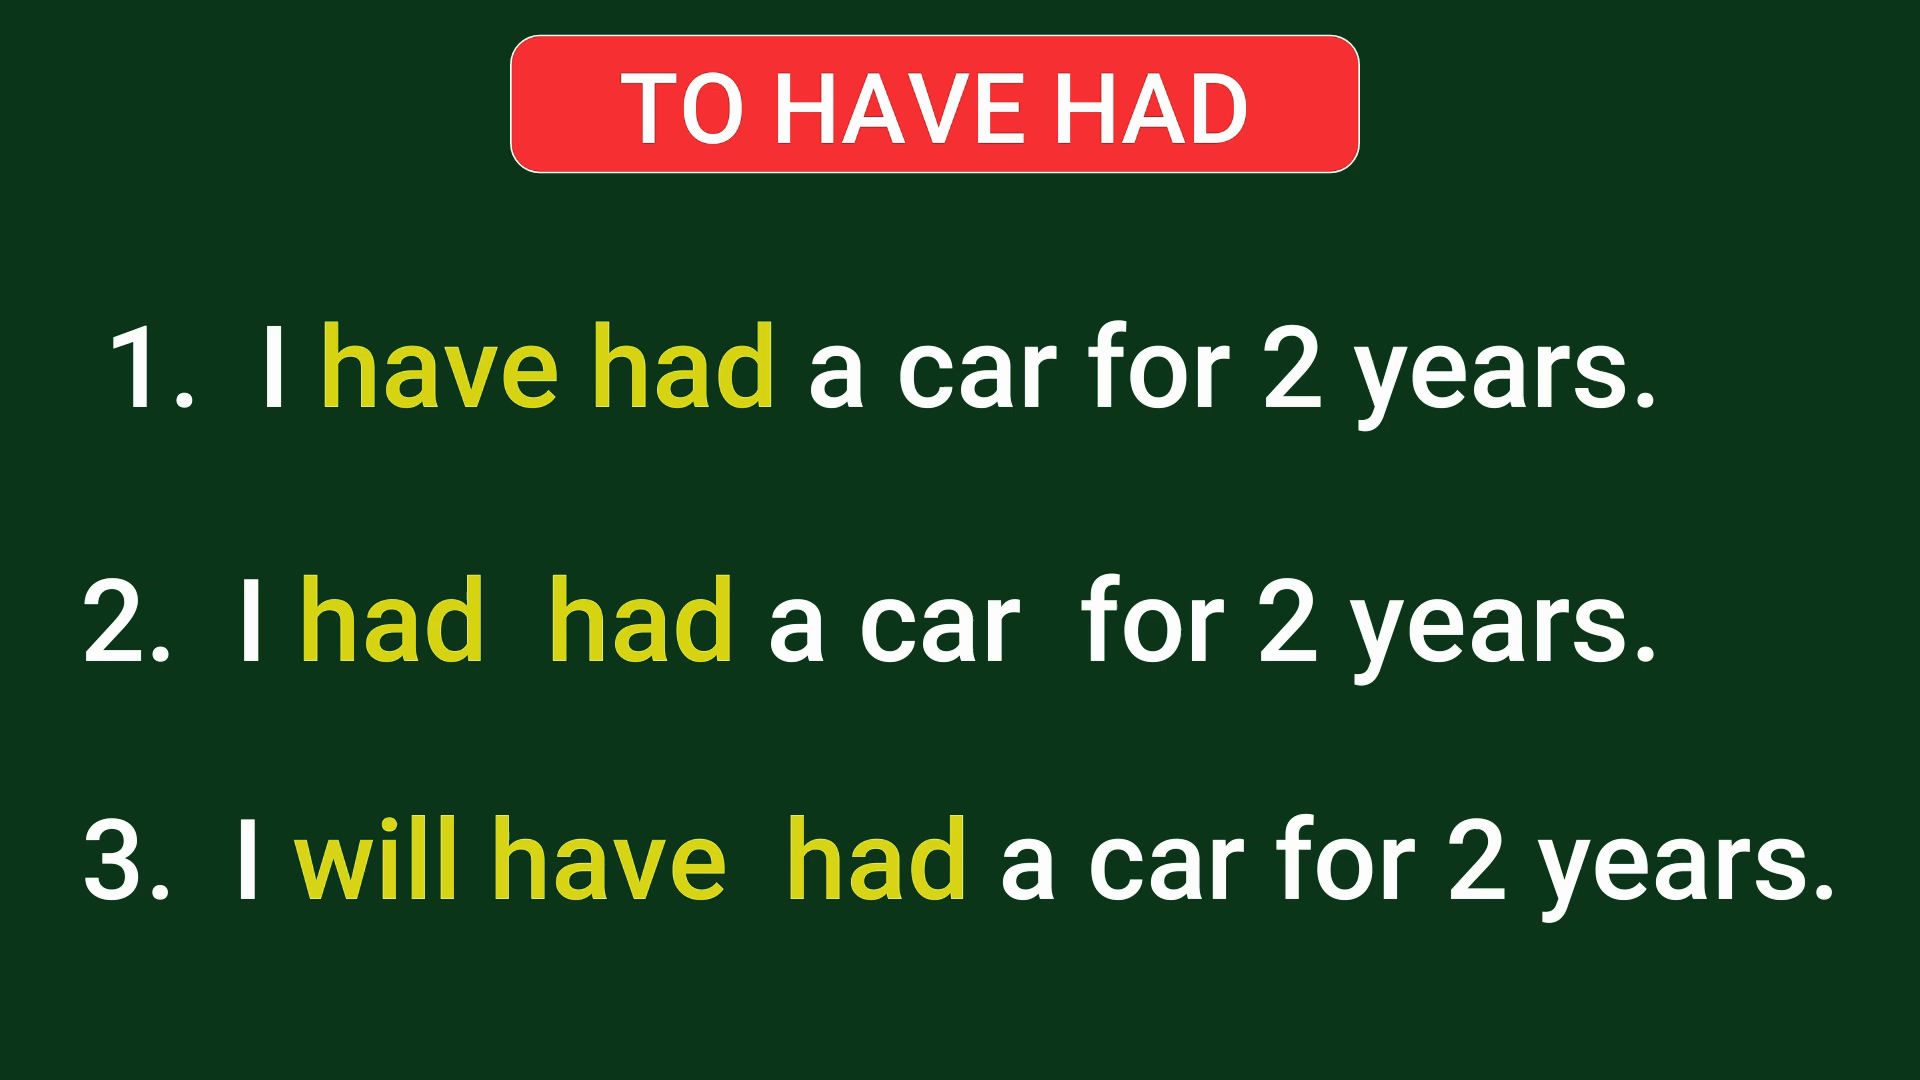 TO HAVE HAD
1. I have had a car for 2 years.
2. I had had a car for 2 years.
3. I will have had a car for 2 years.